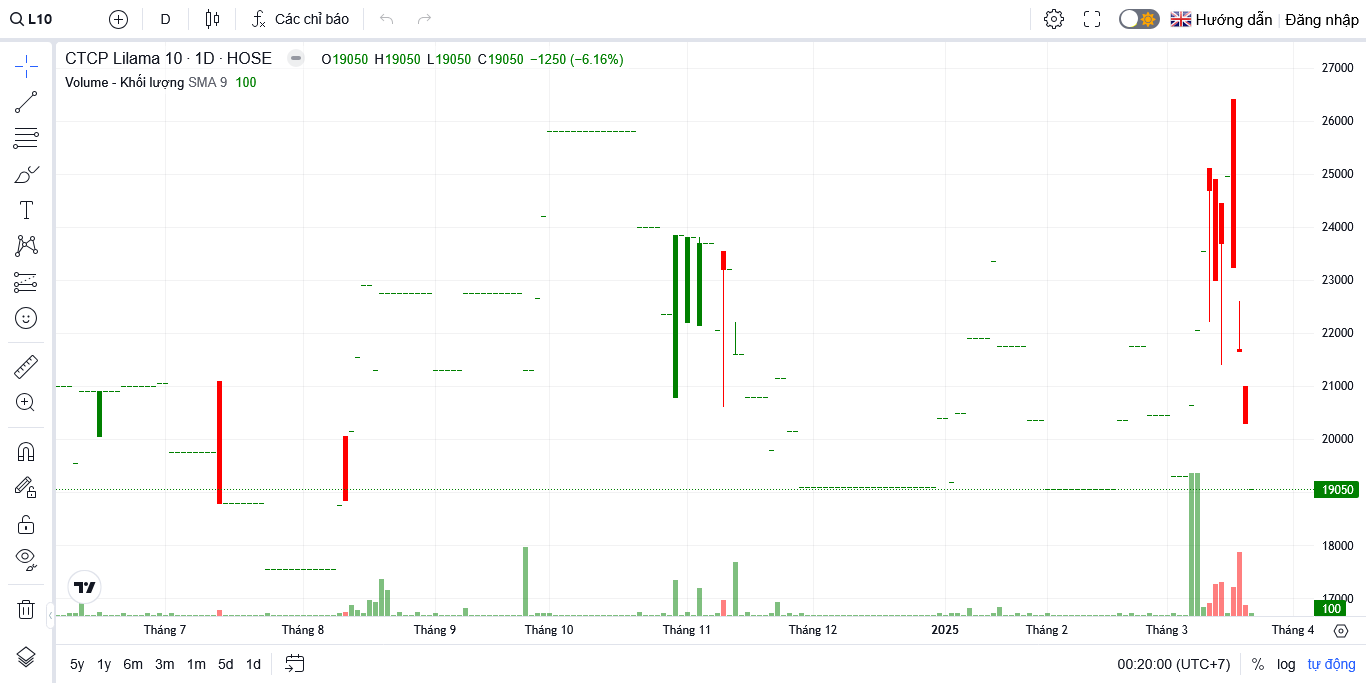 L10 D Các chỉ báo Hướng dẫn Đăng nhập
CTCP Lilama 10 · 1D · HOSE O19050 H19050 L19050 C19050 −1250 (−6.16%)
Volume - Khối lượng SMA 9 100
27000
26000
25000
24000
23000
22000
21000
20000
19050
18000
17000
100
Tháng 7 Tháng 8 Tháng 9 Tháng 10 Tháng 11 Tháng 12 2025 Tháng 2 Tháng 3 Tháng 4
5y 1y 6m 3m 1m 5d 1d 00:20:00 (UTC+7) % log tự động